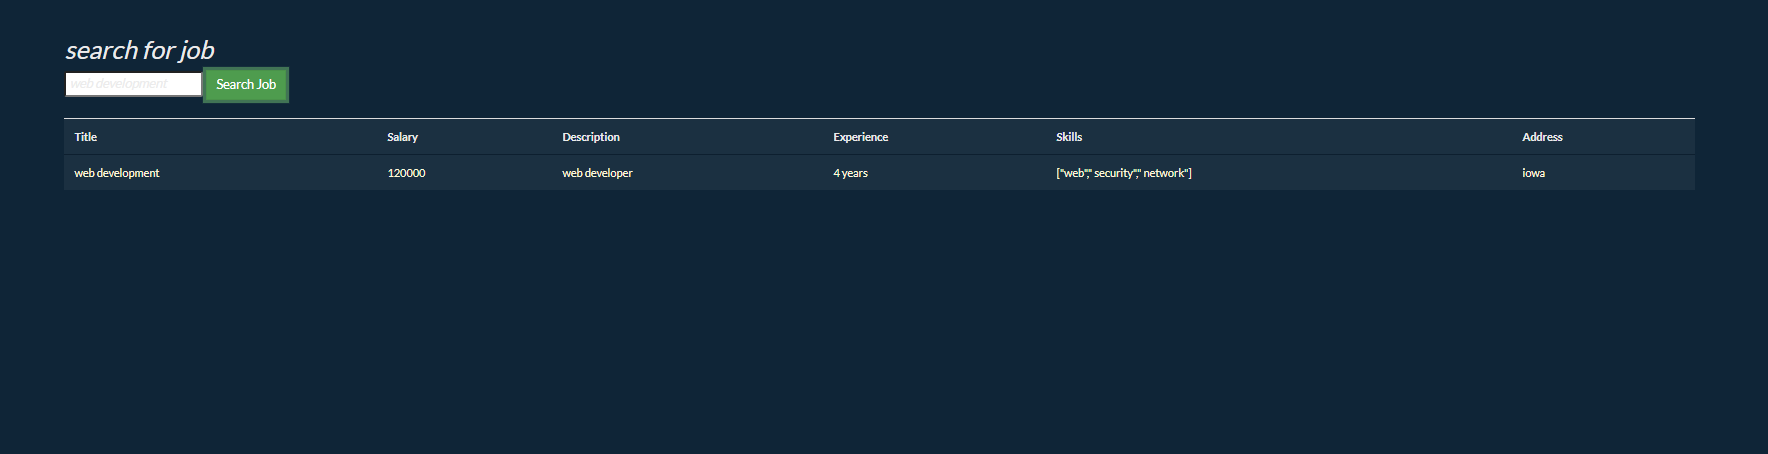 search for job
web development Search Job
Title Salary Description Experience Skills Address
web development 120000 web developer 4 years ["web"," security"," network"] iowa